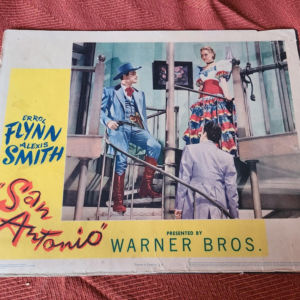 ERROL
FLYNN
ALEXIS
SMITH
"San
Antonio"
PRESENTED BY
WARNER BROS.